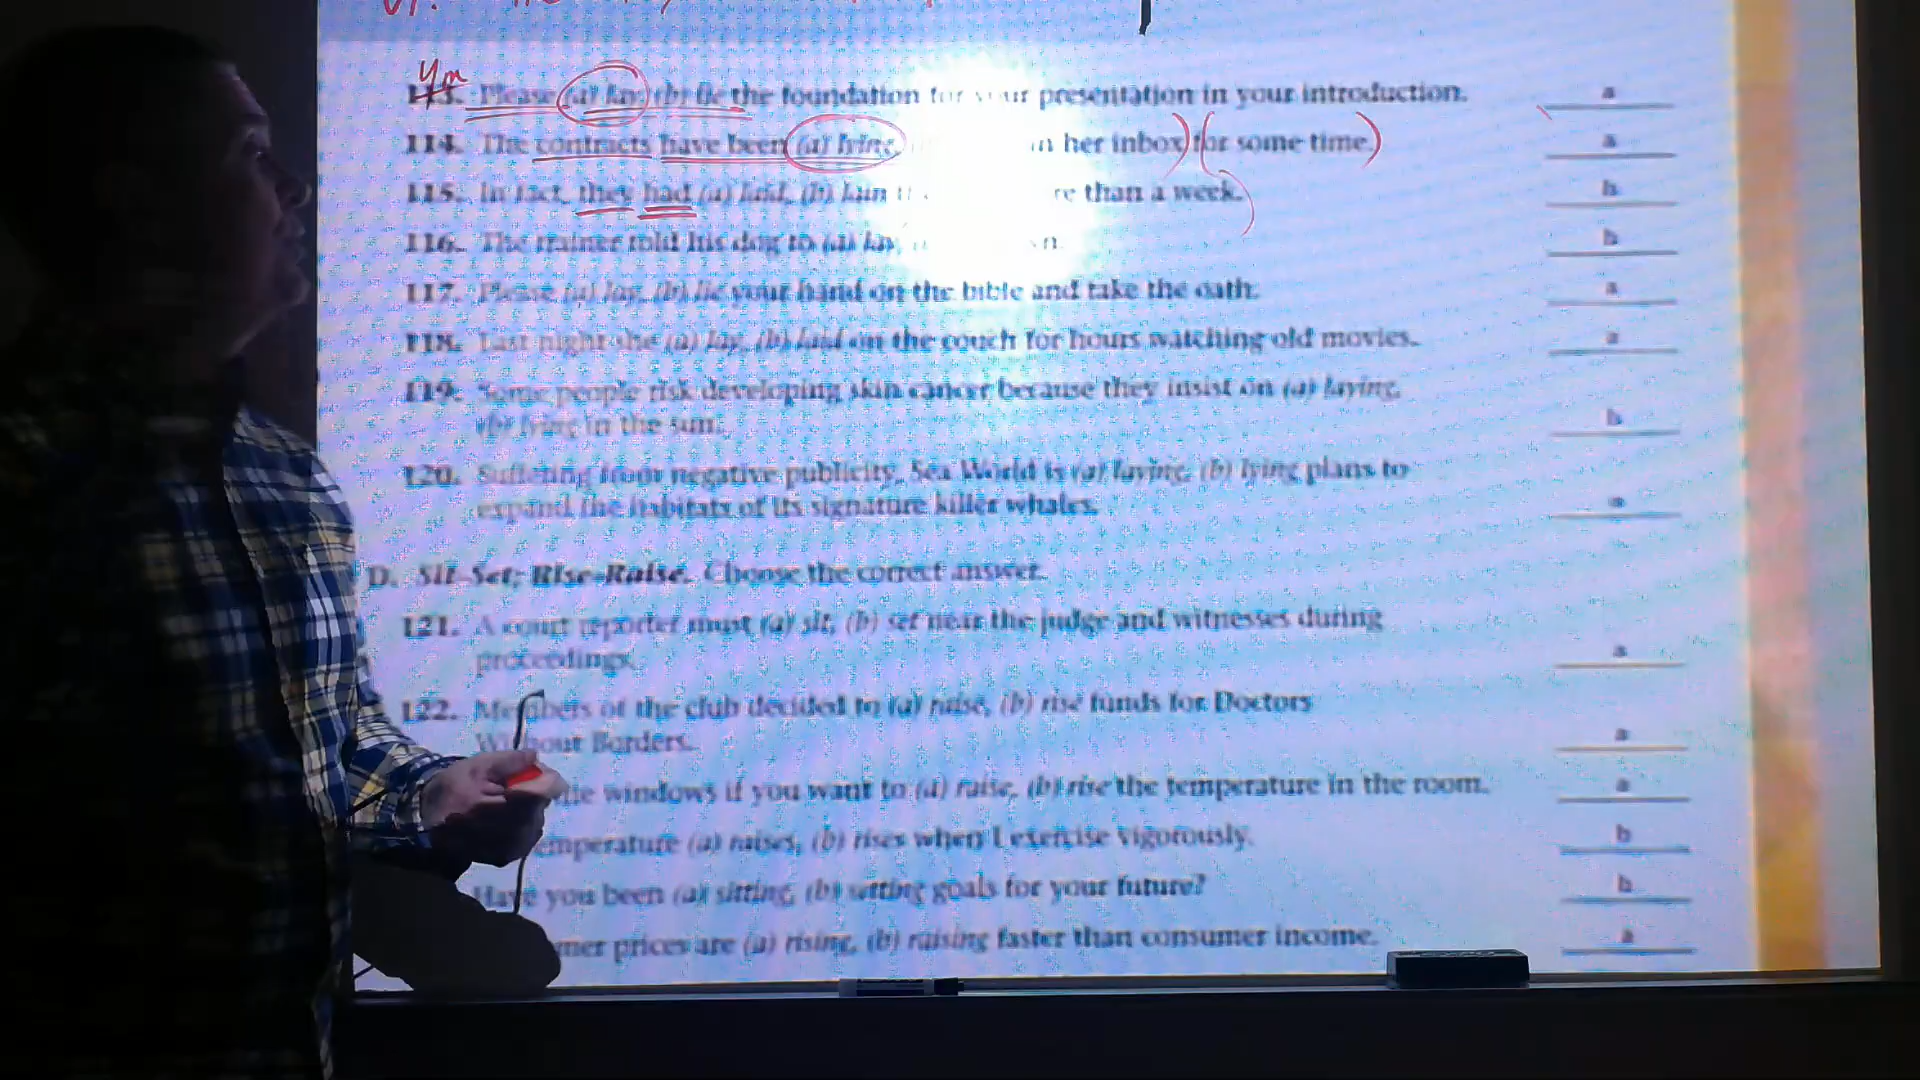 Ym
113. Please (a) lay, (b) lie the foundation for your presentation in your introduction. a
114. The contracts have been (a) lying, in her inbox for some time. a
115. In fact, they had (a) laid, (b) lain re than a week. b
116. The trainer told his dog to (a) lay, n. b
117. Please (a) lay, (b) lie your hand on the bible and take the oath. a
118. Last night she (a) lay, (b) laid on the couch for hours watching old movies. a
119. Some people risk developing skin cancer because they insist on (a) laying,
(b) lying in the sun. b
120. Suffering from negative publicity, Sea World is (a) laying, (b) lying plans to
expand the habitats of its signature killer whales. a
D. Sit-Set; Rise-Raise. Choose the correct answer.
121. A court reporter must (a) sit, (b) set near the judge and witnesses during
proceedings. a
122. Members of the club decided to (a) raise, (b) rise funds for Doctors
Without Borders. a
the windows if you want to (a) raise, (b) rise the temperature in the room. a
emperature (a) raises, (b) rises when I exercise vigorously. b
Have you been (a) sitting, (b) setting goals for your future? b
mer prices are (a) rising, (b) raising faster than consumer income. a